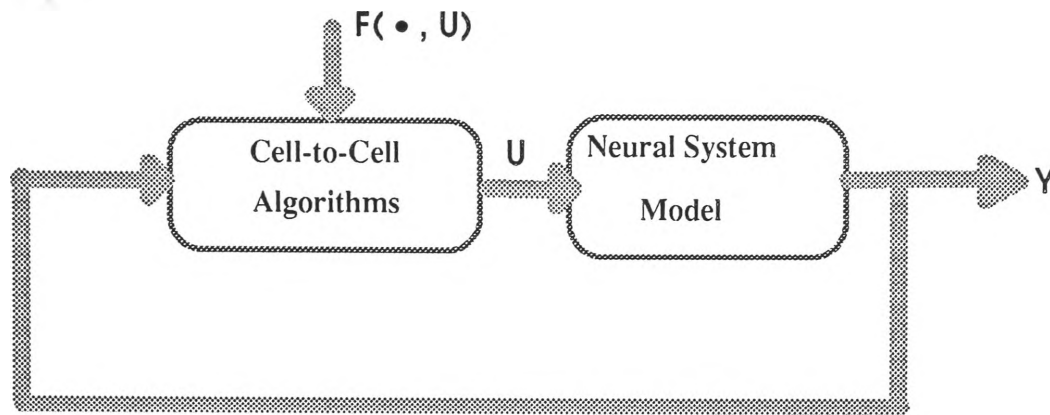 F( • , U)
Cell-to-Cell
Algorithms
U
Neural System
Model
Y